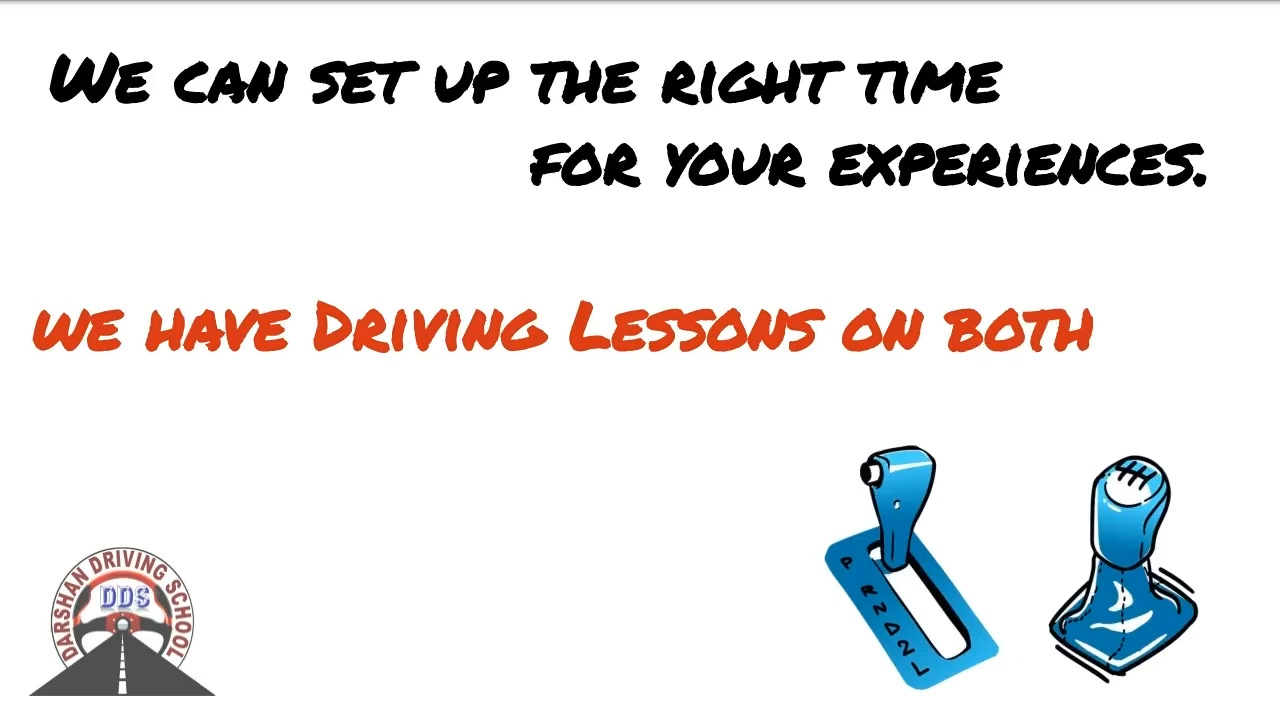 We can set up the right time
for your experiences.
we have Driving Lessons on both
DARSHAN DRIVING SCHOOL
DDS
P
R
N
D
2
L